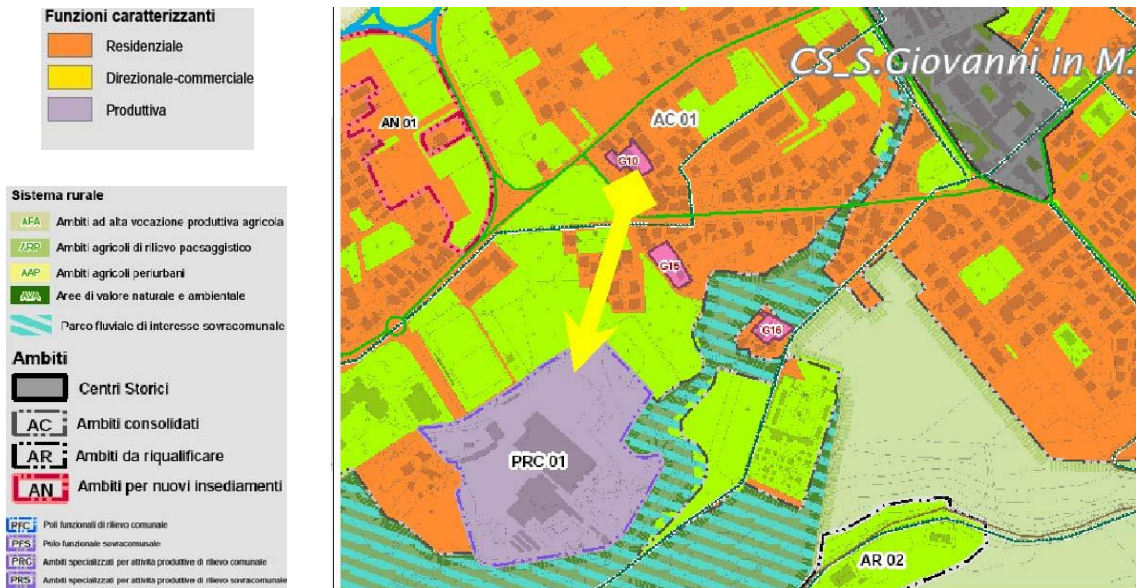 Funzioni caratterizzanti
Residenziale
Direzionale-commerciale
Produttiva
Sistema rurale
AFA Ambiti ad alta vocazione produttiva agricola
ARR Ambiti agricoli di rilievo paesaggistico
AAP Ambiti agricoli periurbani
AVA Aree di valore naturale e ambientale
Parco fluviale di interesse sovracomunale
Ambiti
Centri Storici
AC Ambiti consolidati
AR Ambiti da riqualificare
AN Ambiti per nuovi insediamenti
PFC Poli funzionali di rilievo comunale
PFS Polo funzionale sovracomunale
PRC Ambiti specializzati per attività produttive di rilievo comunale
PRS Ambiti specializzati per attività produttive di rilievo sovracomunale
CS_S.Giovanni in M.
AN 01
AC 01
G10
G15
G16
PRC 01
AR 02